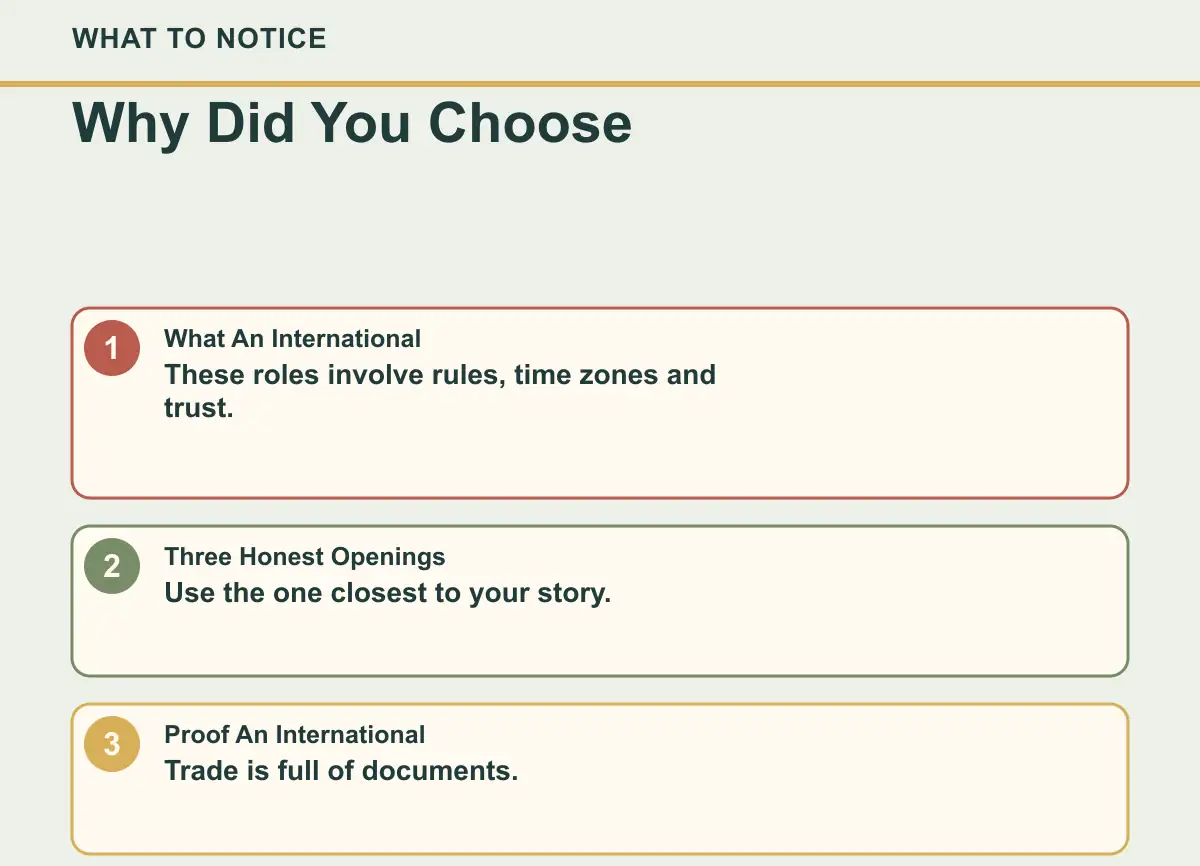 WHAT TO NOTICE
Why Did You Choose
1
What An International
These roles involve rules, time zones and
trust.
2
Three Honest Openings
Use the one closest to your story.
3
Proof An International
Trade is full of documents.